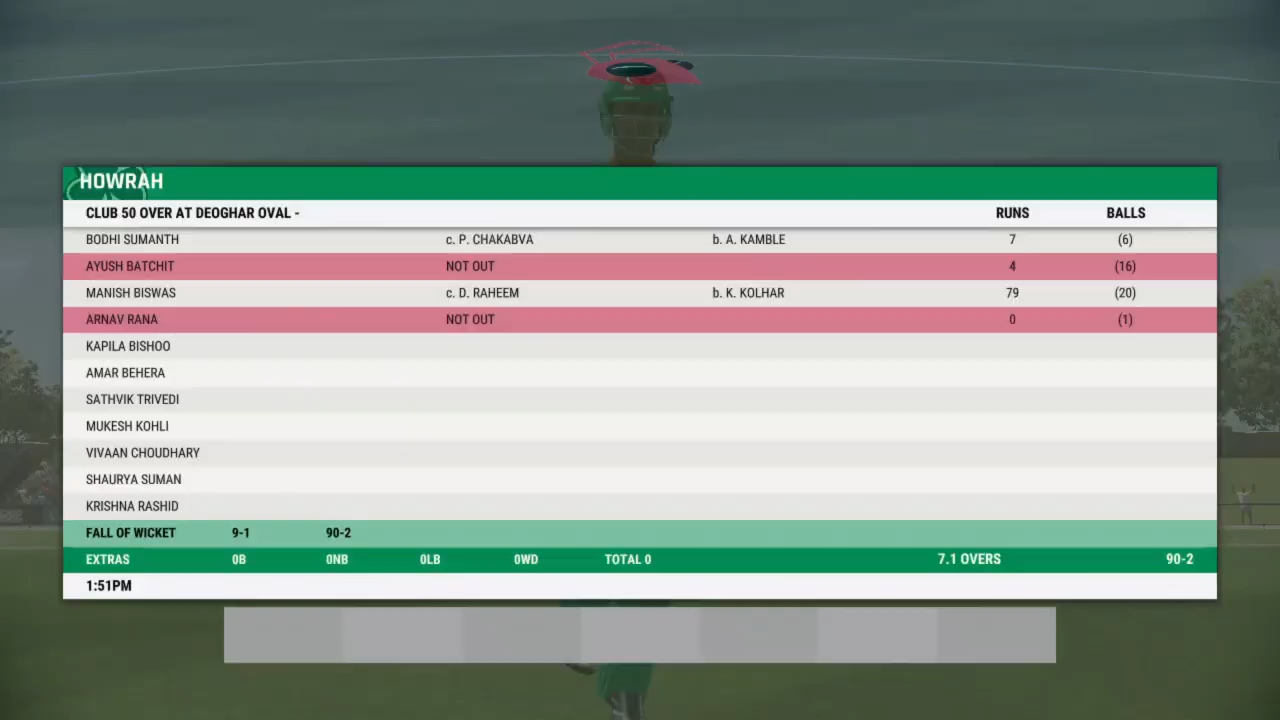 HOWRAH
CLUB 50 OVER AT DEOGHAR OVAL - RUNS BALLS
BODHI SUMANTH c. P. CHAKABVA b. A. KAMBLE 7 (6)
AYUSH BATCHIT NOT OUT 4 (16)
MANISH BISWAS c. D. RAHEEM b. K. KOLHAR 79 (20)
ARNAV RANA NOT OUT 0 (1)
KAPILA BISHOO
AMAR BEHERA
SATHVIK TRIVEDI
MUKESH KOHLI
VIVAAN CHOUDHARY
SHAURYA SUMAN
KRISHNA RASHID
FALL OF WICKET 9-1 90-2
EXTRAS 0B 0NB 0LB 0WD TOTAL 0 7.1 OVERS 90-2
1:51PM